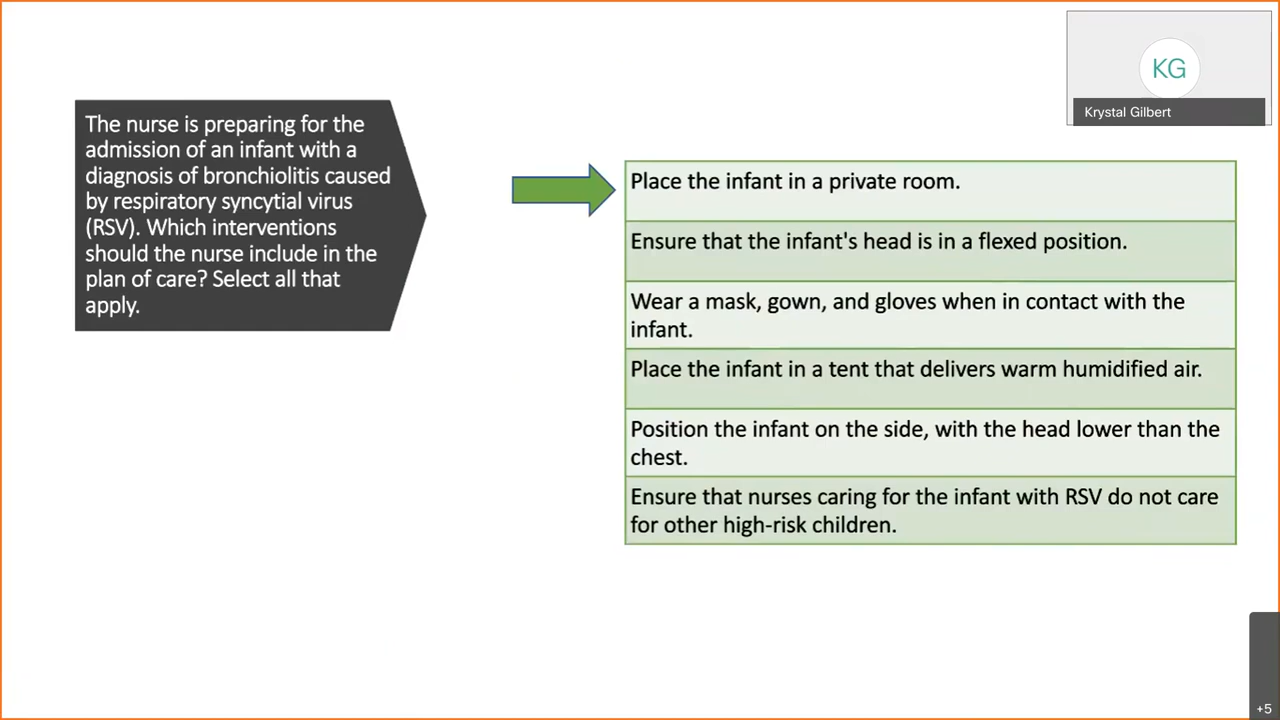 KG
Krystal Gilbert
The nurse is preparing for the
admission of an infant with a
diagnosis of bronchiolitis caused
by respiratory syncytial virus
(RSV). Which interventions
should the nurse include in the
plan of care? Select all that
apply.
Place the infant in a private room.
Ensure that the infant's head is in a flexed position.
Wear a mask, gown, and gloves when in contact with the
infant.
Place the infant in a tent that delivers warm humidified air.
Position the infant on the side, with the head lower than the
chest.
Ensure that nurses caring for the infant with RSV do not care
for other high-risk children.
+5